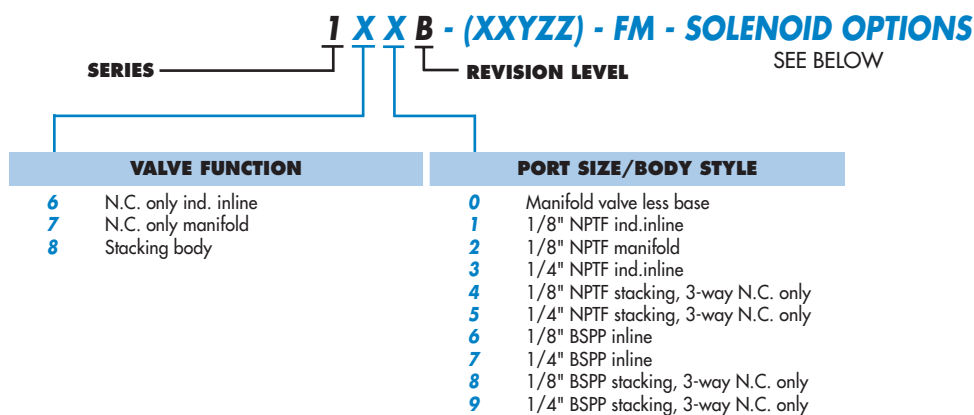 1 X X B - (XXYZZ) - FM - SOLENOID OPTIONS
SEE BELOW
SERIES
REVISION LEVEL
VALVE FUNCTION
6 N.C. only ind. inline
7 N.C. only manifold
8 Stacking body
PORT SIZE/BODY STYLE
0 Manifold valve less base
1 1/8" NPTF ind.inline
2 1/8" NPTF manifold
3 1/4" NPTF ind.inline
4 1/8" NPTF stacking, 3-way N.C. only
5 1/4" NPTF stacking, 3-way N.C. only
6 1/8" BSPP inline
7 1/4" BSPP inline
8 1/8" BSPP stacking, 3-way N.C. only
9 1/4" BSPP stacking, 3-way N.C. only